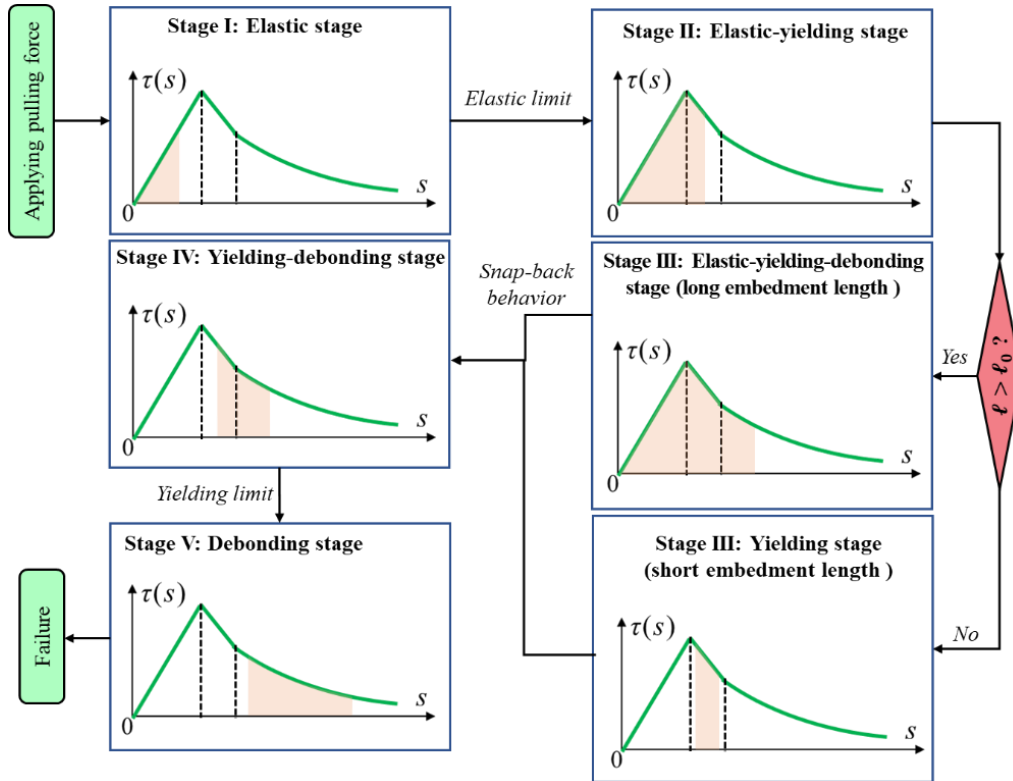 Applying pulling force
Stage I: Elastic stage
τ(s)
s
0
Elastic limit
Stage II: Elastic-yielding stage
τ(s)
s
0
ℓ > ℓ₀ ?
Yes
Stage III: Elastic-yielding-debonding
stage (long embedment length )
τ(s)
s
0
Snap-back
behavior
No
Stage III: Yielding stage
(short embedment length )
τ(s)
s
0
Stage IV: Yielding-debonding stage
τ(s)
s
0
Yielding limit
Stage V: Debonding stage
τ(s)
s
0
Failure